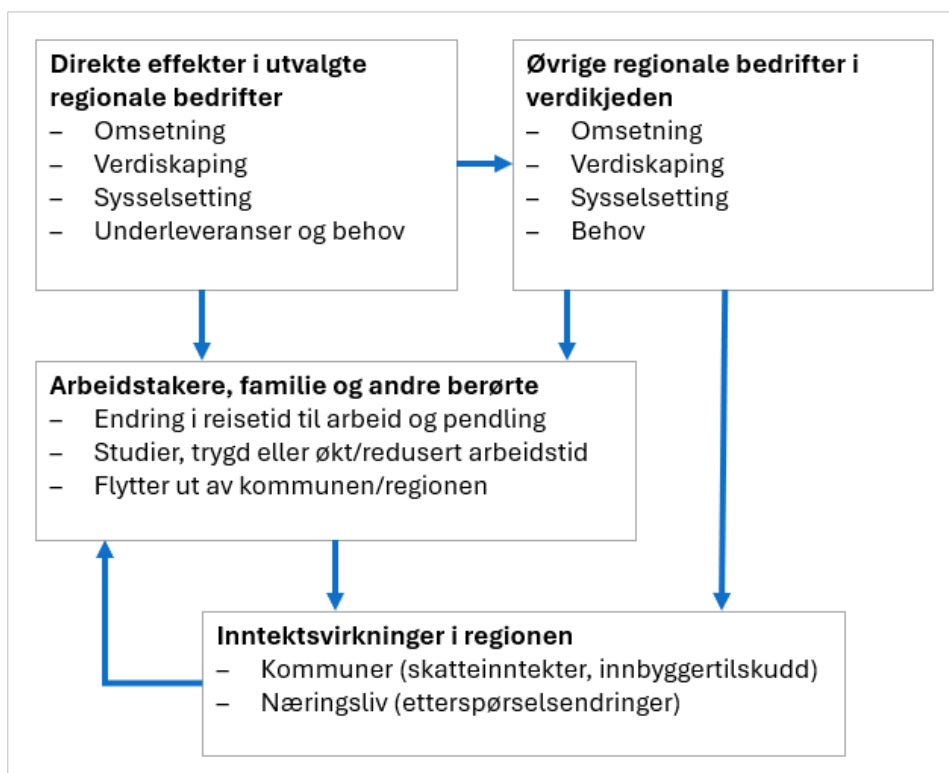 Direkte effekter i utvalgte
regionale bedrifter
– Omsetning
– Verdiskaping
– Sysselsetting
– Underleveranser og behov
Øvrige regionale bedrifter i
verdikjeden
– Omsetning
– Verdiskaping
– Sysselsetting
– Behov
Arbeidstakere, familie og andre berørte
– Endring i reisetid til arbeid og pendling
– Studier, trygd eller økt/redusert arbeidstid
– Flytter ut av kommunen/regionen
Inntektsvirkninger i regionen
– Kommuner (skatteinntekter, innbyggertilskudd)
– Næringsliv (etterspørselsendringer)